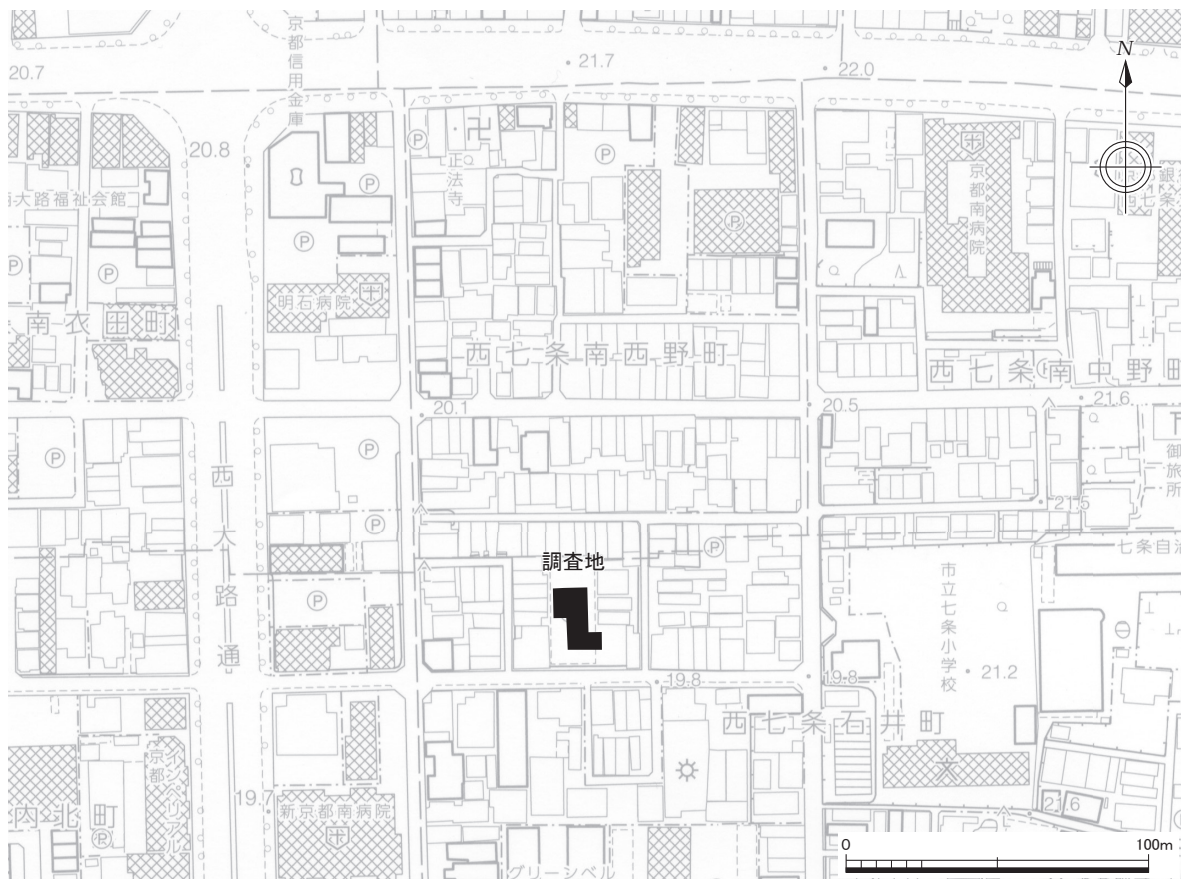 京都信用金庫
20.7
21.7
22.0
N
20.8
正法寺
P
P
P
P
P
P
大路福祉会館
京都南病院
明石病院
南衣田町
西七条南西野町
西七条南中野町
20.1
20.5
21.6
P
P
御旅所
P
21.5
西大路通
調査地
P
七条自治
P
市立七条小学校
21.2
19.8
19.8
西七条石井町
文
インペリアル
京都
内北町
P
19.7
新京都南病院
21.6
グリーンベル
0
100m